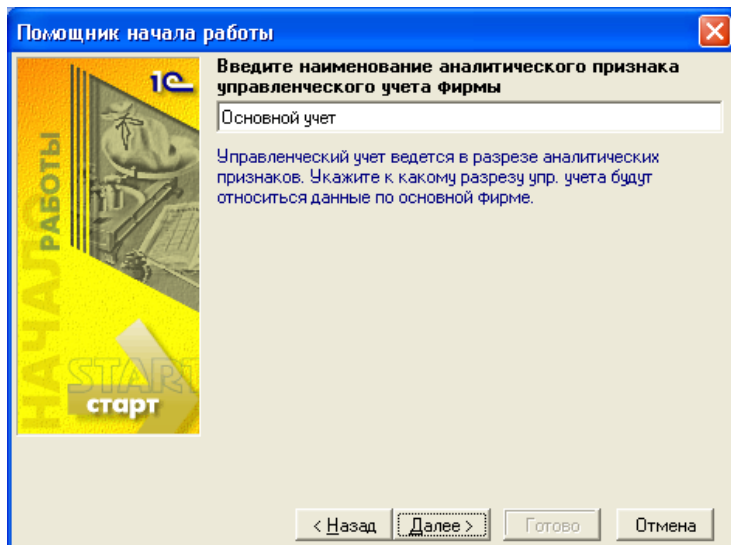 Помощник начала работы
1С
Введите наименование аналитического признака
управленческого учета фирмы
Основной учет
Управленческий учет ведется в разрезе аналитических
признаков. Укажите к какому разрезу упр. учета будут
относиться данные по основной фирме.
НАЧАЛО
РАБОТЫ
START
старт
< Назад
Далее >
Готово
Отмена